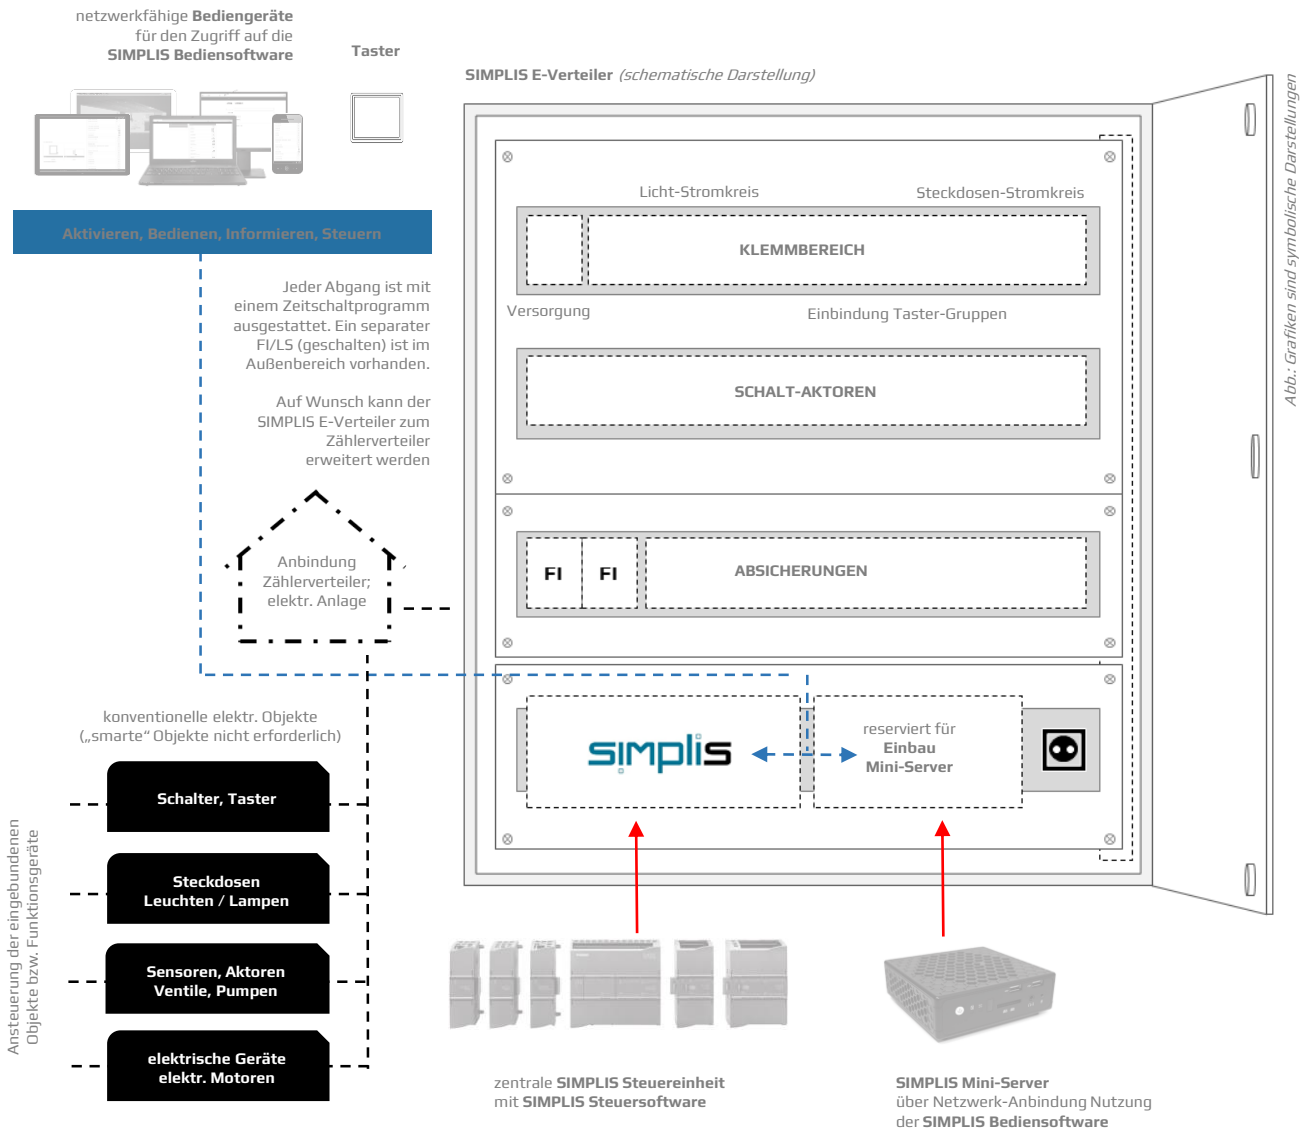 netzwerkfähige Bediengeräte
für den Zugriff auf die
SIMPLIS Bediensoftware
Taster
SIMPLIS E-Verteiler (schematische Darstellung)
Abb.: Grafiken sind symbolische Darstellungen
Aktivieren, Bedienen, Informieren, Steuern
Licht-Stromkreis
Steckdosen-Stromkreis
KLEMMBEREICH
Versorgung
Einbindung Taster-Gruppen
Jeder Abgang ist mit
einem Zeitschaltprogramm
ausgestattet. Ein separater
FI/LS (geschalten) ist im
Außenbereich vorhanden.
Auf Wunsch kann der
SIMPLIS E-Verteiler zum
Zählerverteiler
erweitert werden
SCHALT-AKTOREN
Anbindung
Zählerverteiler;
elektr. Anlage
FI
FI
ABSICHERUNGEN
konventionelle elektr. Objekte
(„smarte“ Objekte nicht erforderlich)
simplis
reserviert für
Einbau
Mini-Server
Ansteuerung der eingebundenen
Objekte bzw. Funktionsgeräte
Schalter, Taster
Steckdosen
Leuchten / Lampen
Sensoren, Aktoren
Ventile, Pumpen
elektrische Geräte
elektr. Motoren
zentrale SIMPLIS Steuereinheit
mit SIMPLIS Steuersoftware
SIMPLIS Mini-Server
über Netzwerk-Anbindung Nutzung
der SIMPLIS Bediensoftware